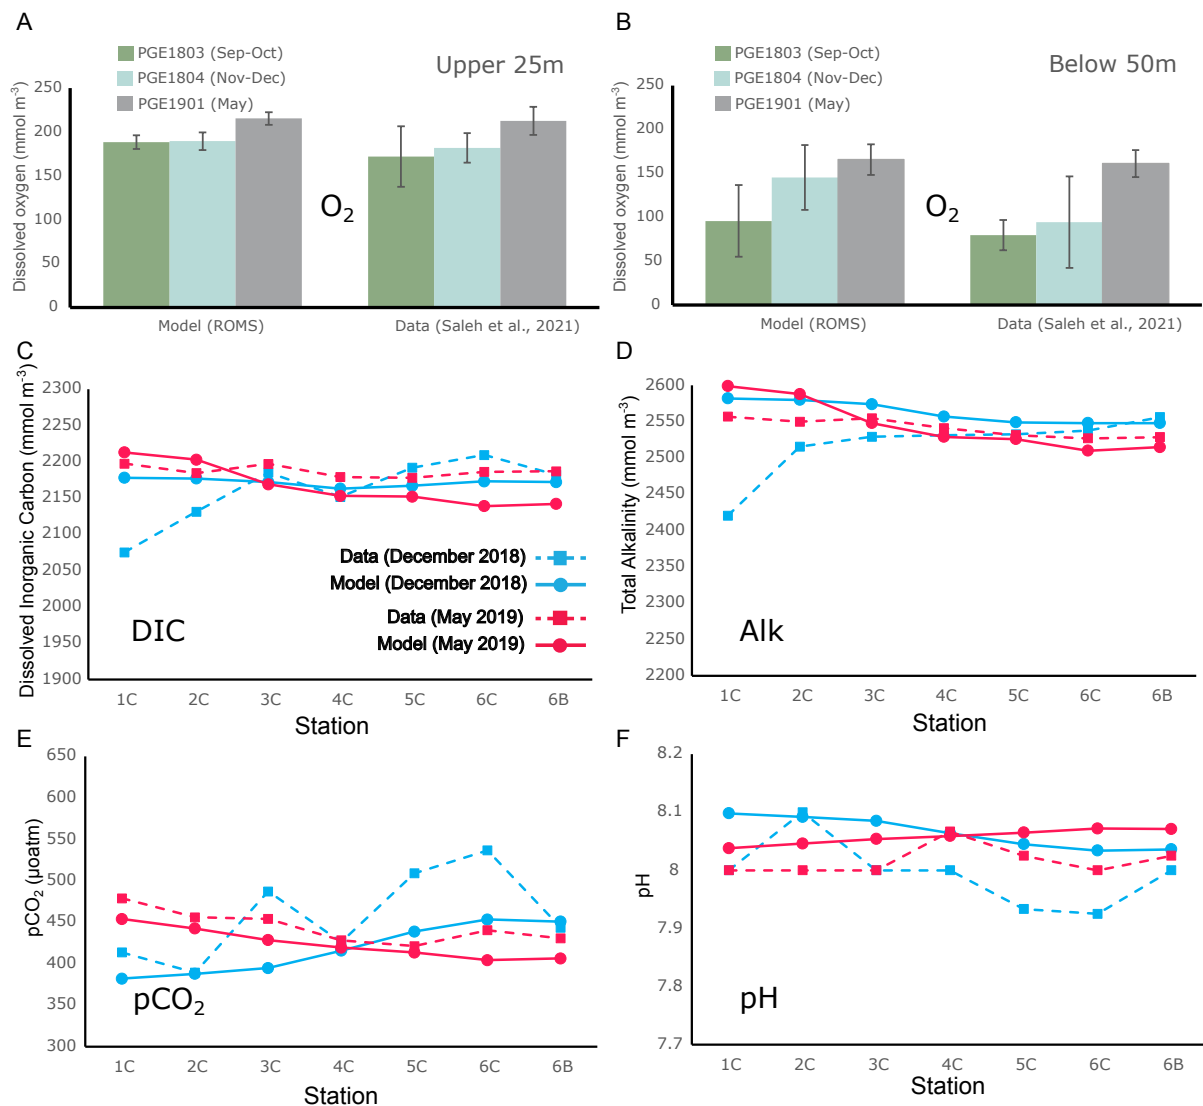 A
PGE1803 (Sep-Oct)
PGE1804 (Nov-Dec)
PGE1901 (May)
Upper 25m
Dissolved oxygen (mmol m-3)
250
200
150
100
50
0
O2
Model (ROMS)
Data (Saleh et al., 2021)
B
PGE1803 (Sep-Oct)
PGE1804 (Nov-Dec)
PGE1901 (May)
Below 50m
Dissolved oxygen (mmol m-3)
250
200
150
100
50
0
O2
Model (ROMS)
Data (Saleh et al., 2021)
C
Dissolved Inorganic Carbon (mmol m-3)
2300
2250
2200
2150
2100
2050
2000
1950
1900
Data (December 2018)
Model (December 2018)
Data (May 2019)
Model (May 2019)
DIC
1C 2C 3C 4C 5C 6C 6B
Station
D
Total Alkalinity (mmol m-3)
2600
2550
2500
2450
2400
2350
2300
2250
2200
Alk
1C 2C 3C 4C 5C 6C 6B
Station
E
pCO2 (µoatm)
650
600
550
500
450
400
350
300
pCO2
1C 2C 3C 4C 5C 6C 6B
Station
F
pH
8.2
8.1
8
7.9
7.8
7.7
pH
1C 2C 3C 4C 5C 6C 6B
Station